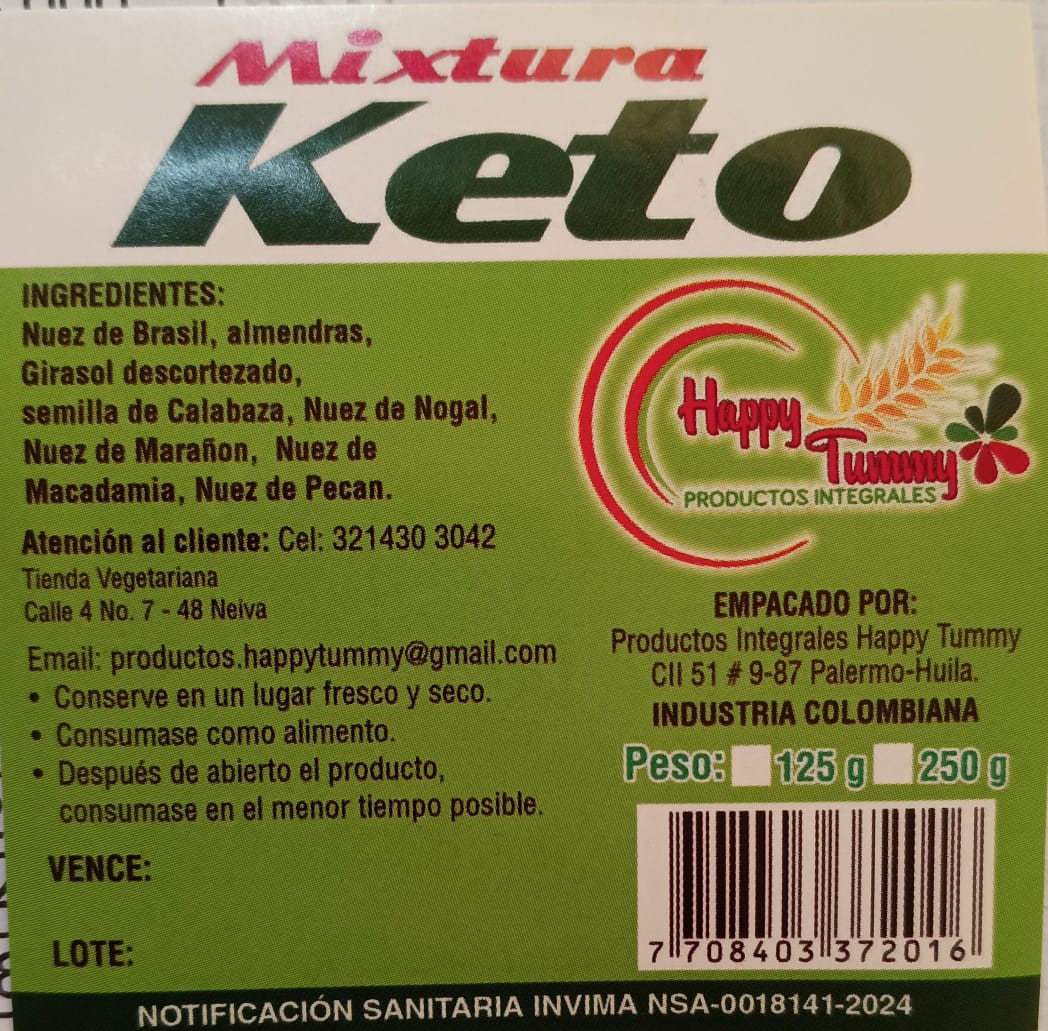 Mixtura
Keto
INGREDIENTES:
Nuez de Brasil, almendras,
Girasol descortezado,
semilla de Calabaza, Nuez de Nogal,
Nuez de Marañon, Nuez de
Macadamia, Nuez de Pecan.
Atención al cliente: Cel: 321430 3042
Tienda Vegetariana
Calle 4 No. 7 - 48 Neiva
Email: productos.happytummy@gmail.com
• Conserve en un lugar fresco y seco.
• Consumase como alimento.
• Después de abierto el producto,
consumase en el menor tiempo posible.
VENCE:
LOTE:
Happy
Tummy
PRODUCTOS INTEGRALES
EMPACADO POR:
Productos Integrales Happy Tummy
Cll 51 # 9-87 Palermo-Huila.
INDUSTRIA COLOMBIANA
Peso: 125 g 250 g
7 708403 372016
NOTIFICACIÓN SANITARIA INVIMA NSA-0018141-2024